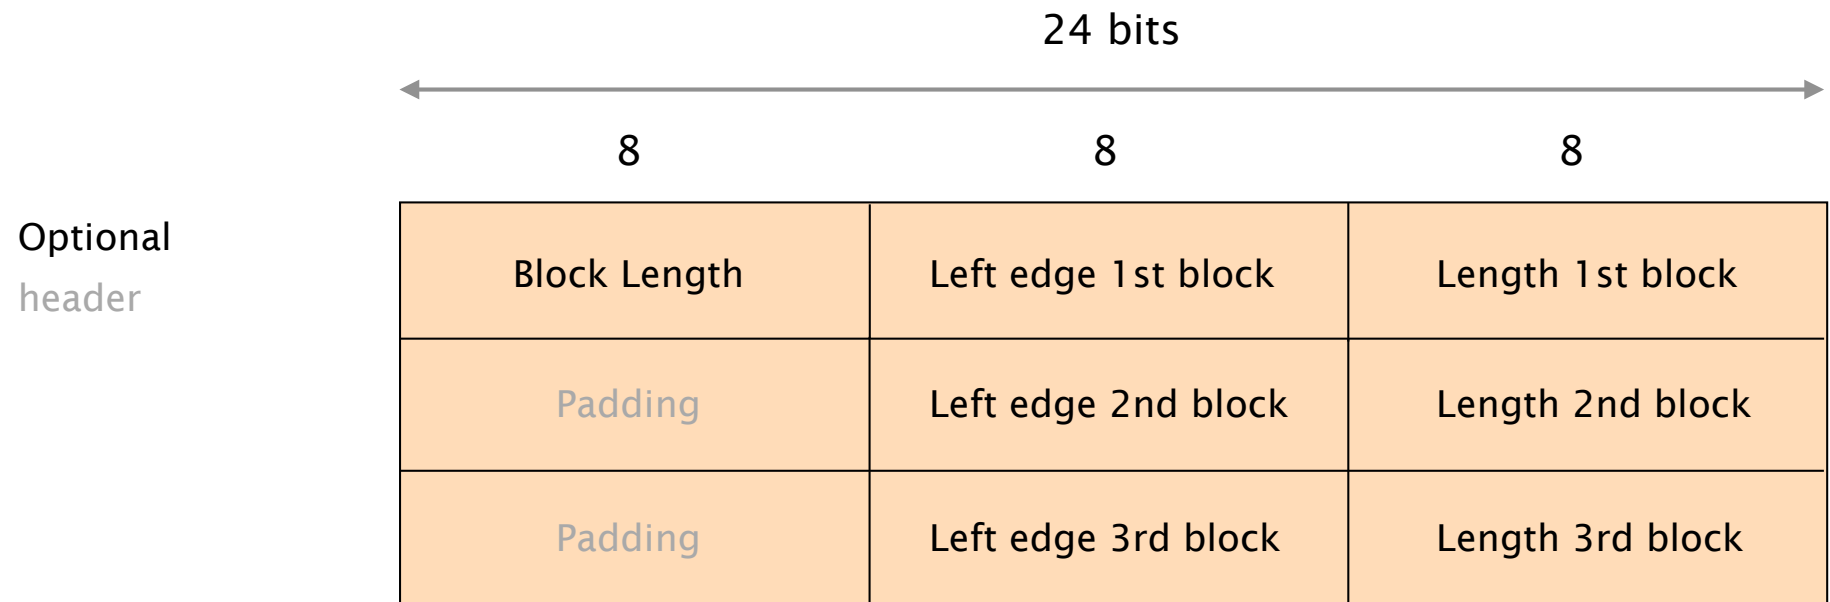 24 bits
8 8 8
Optional
header
Block Length Left edge 1st block Length 1st block
Padding Left edge 2nd block Length 2nd block
Padding Left edge 3rd block Length 3rd block